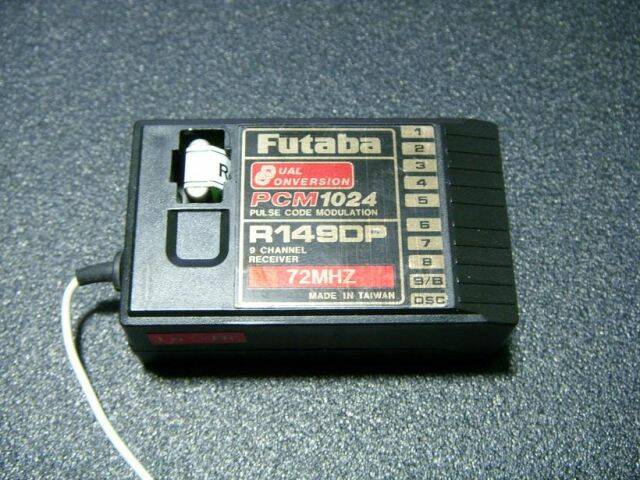 R
Futaba
DUAL
CONVERSION
PCM1024
PULSE CODE MODULATION
R149DP
9 CHANNEL
RECEIVER
72MHZ
MADE IN TAIWAN
1
2
3
4
5
6
7
8
9/B
DSC